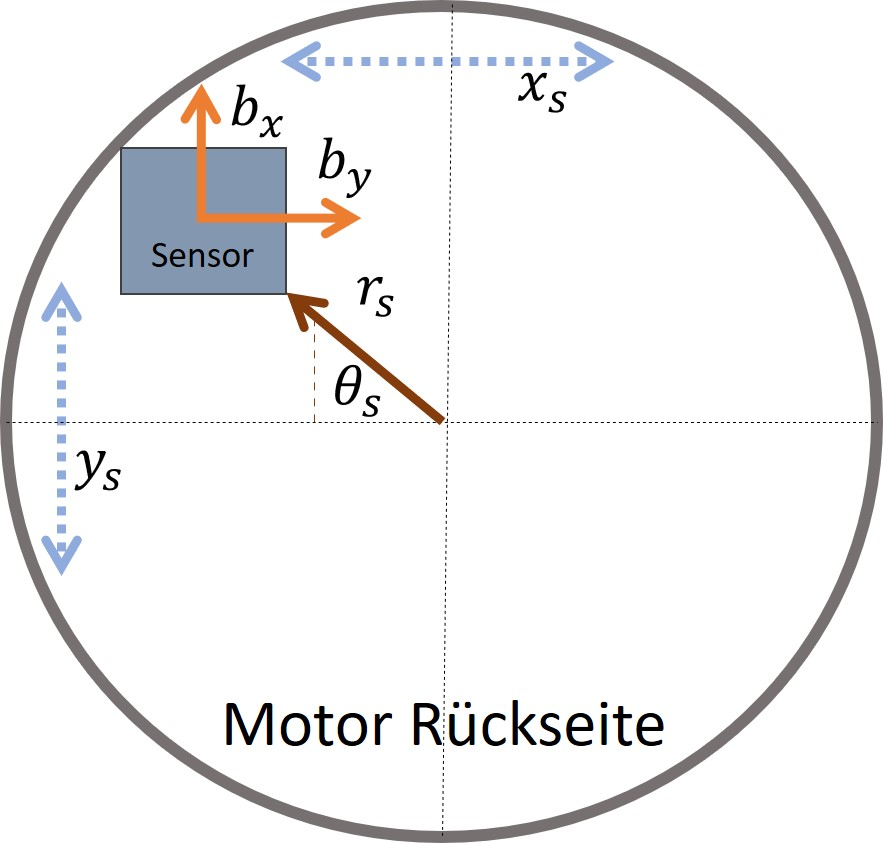 x_s
b_x
b_y
Sensor
r_s
θ_s
y_s
Motor Rückseite